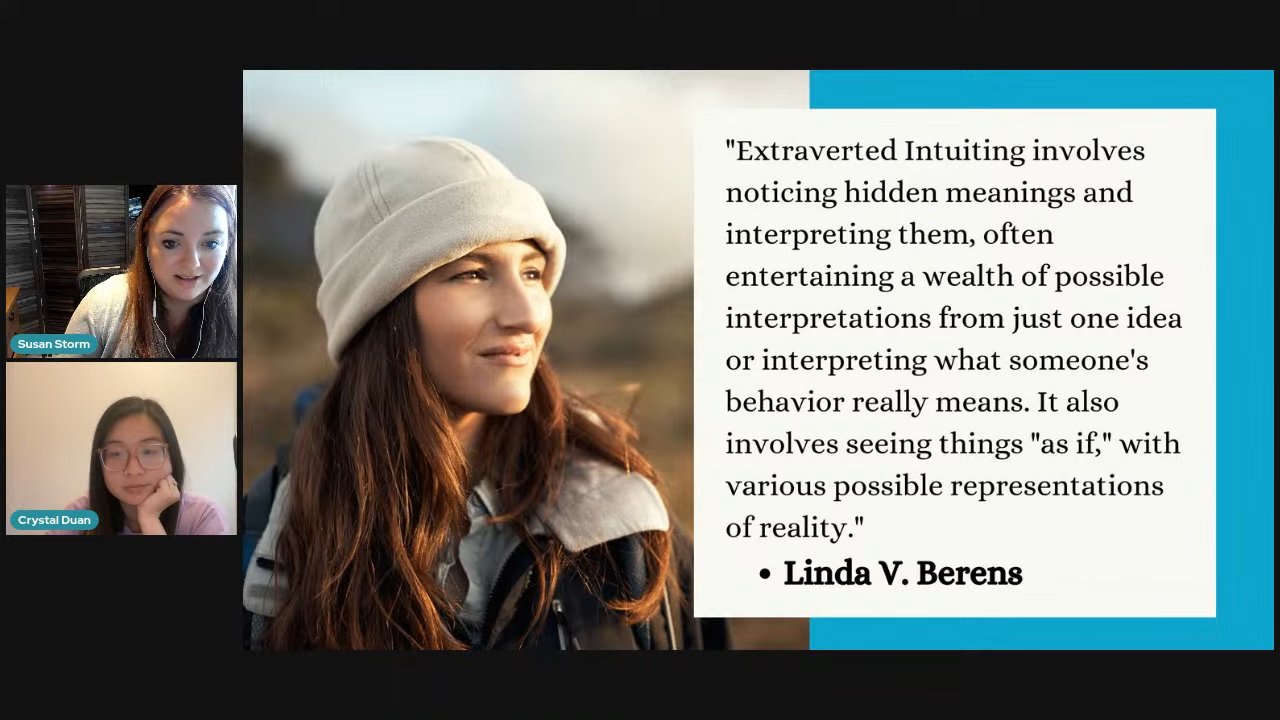 Susan Storm
Crystal Duan
"Extraverted Intuiting involves
noticing hidden meanings and
interpreting them, often
entertaining a wealth of possible
interpretations from just one idea
or interpreting what someone's
behavior really means. It also
involves seeing things "as if," with
various possible representations
of reality."
• Linda V. Berens